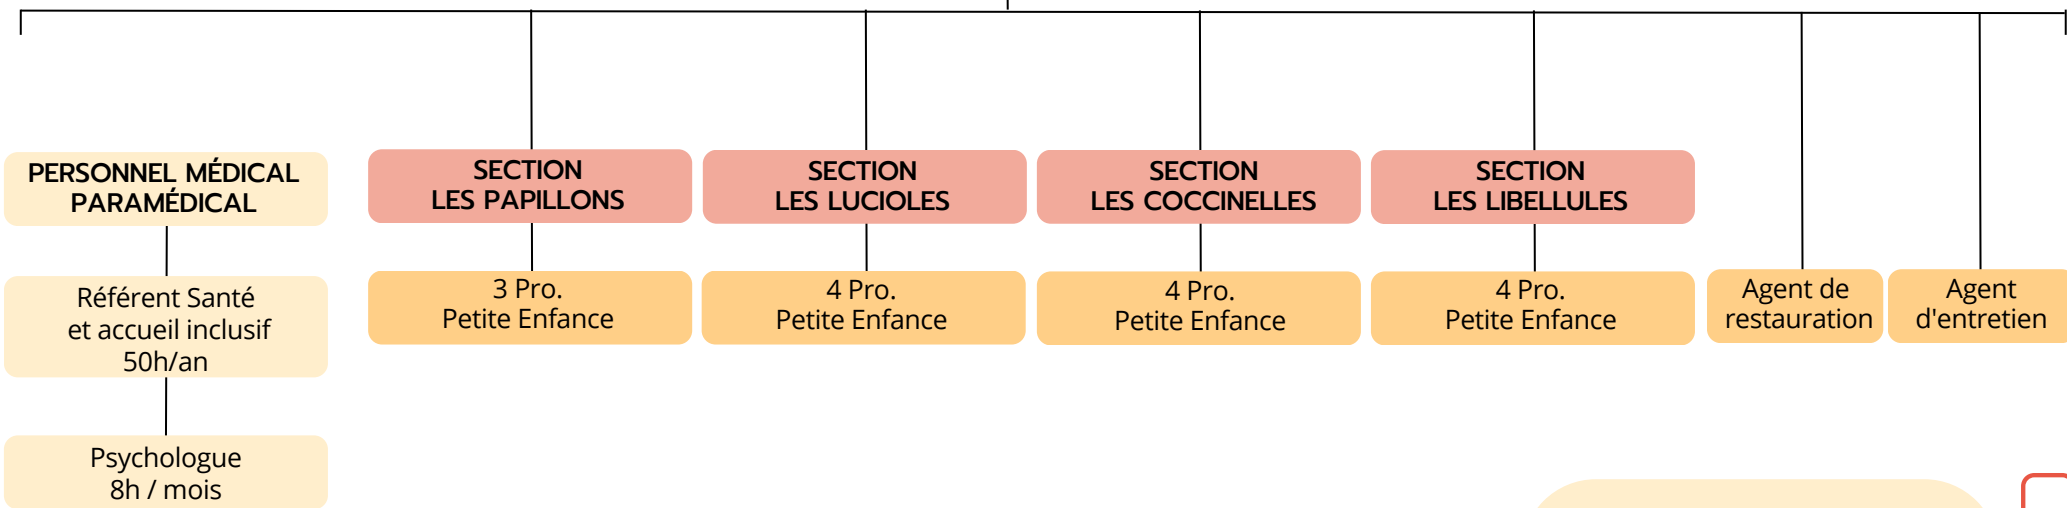 PERSONNEL MÉDICAL
PARAMÉDICAL
Référent Santé
et accueil inclusif
50h/an
Psychologue
8h / mois
SECTION
LES PAPILLONS
3 Pro.
Petite Enfance
SECTION
LES LUCIOLES
4 Pro.
Petite Enfance
SECTION
LES COCCINELLES
4 Pro.
Petite Enfance
SECTION
LES LIBELLULES
4 Pro.
Petite Enfance
Agent de
restauration
Agent
d'entretien